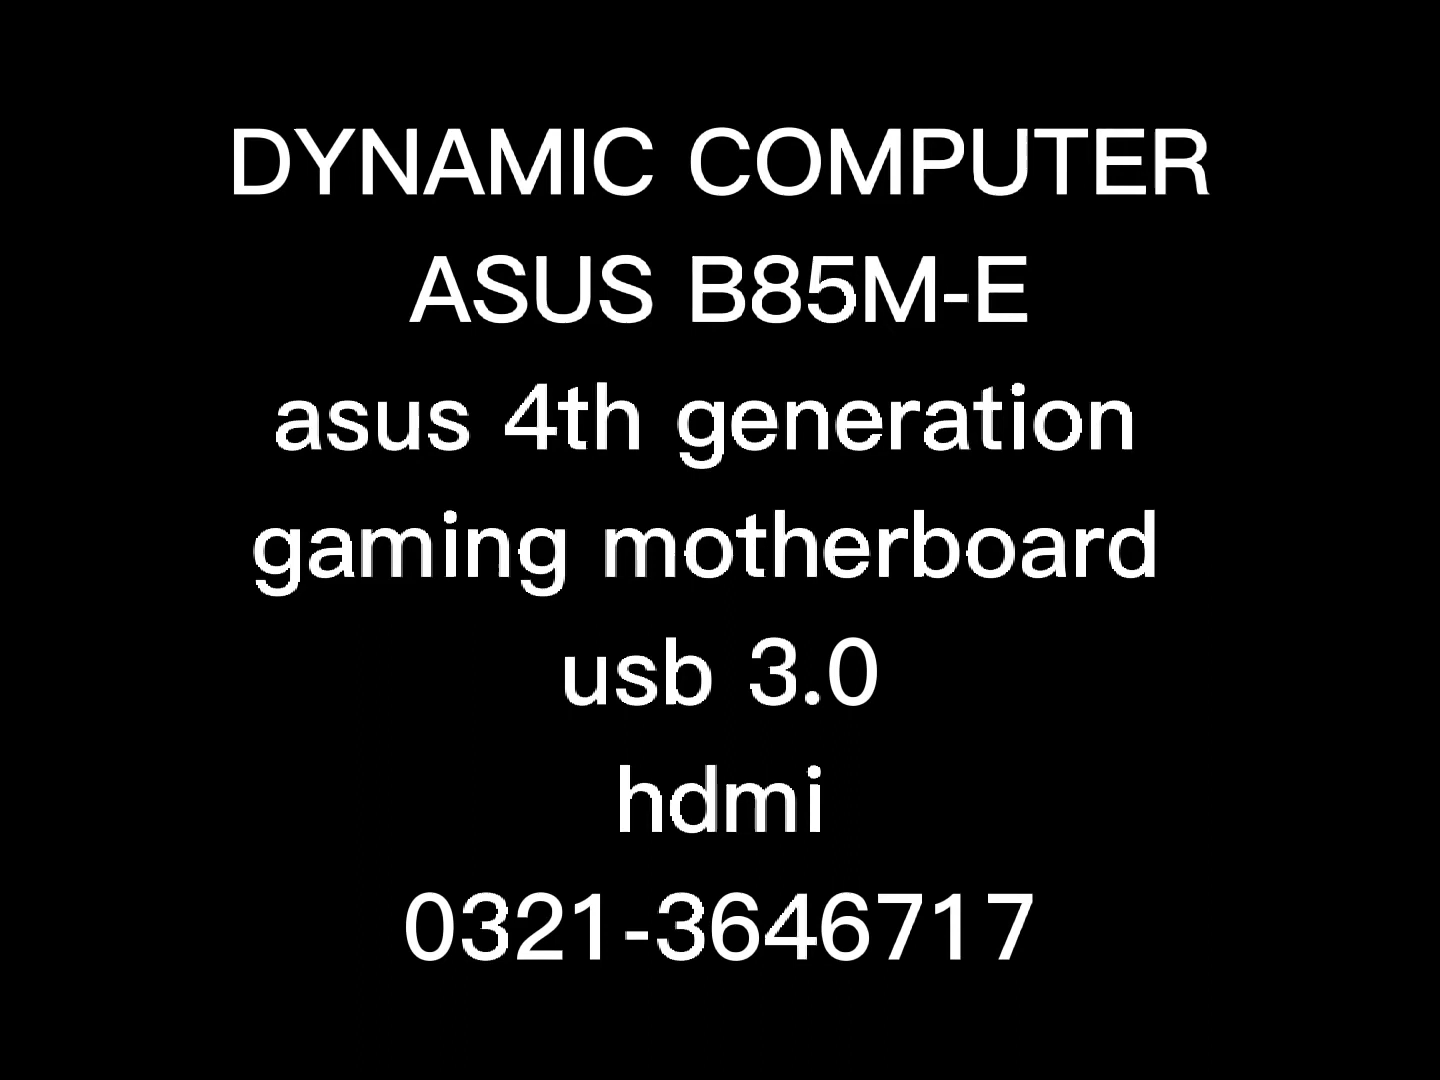 DYNAMIC COMPUTER
ASUS B85M-E
asus 4th generation
gaming motherboard
usb 3.0
hdmi
0321-3646717